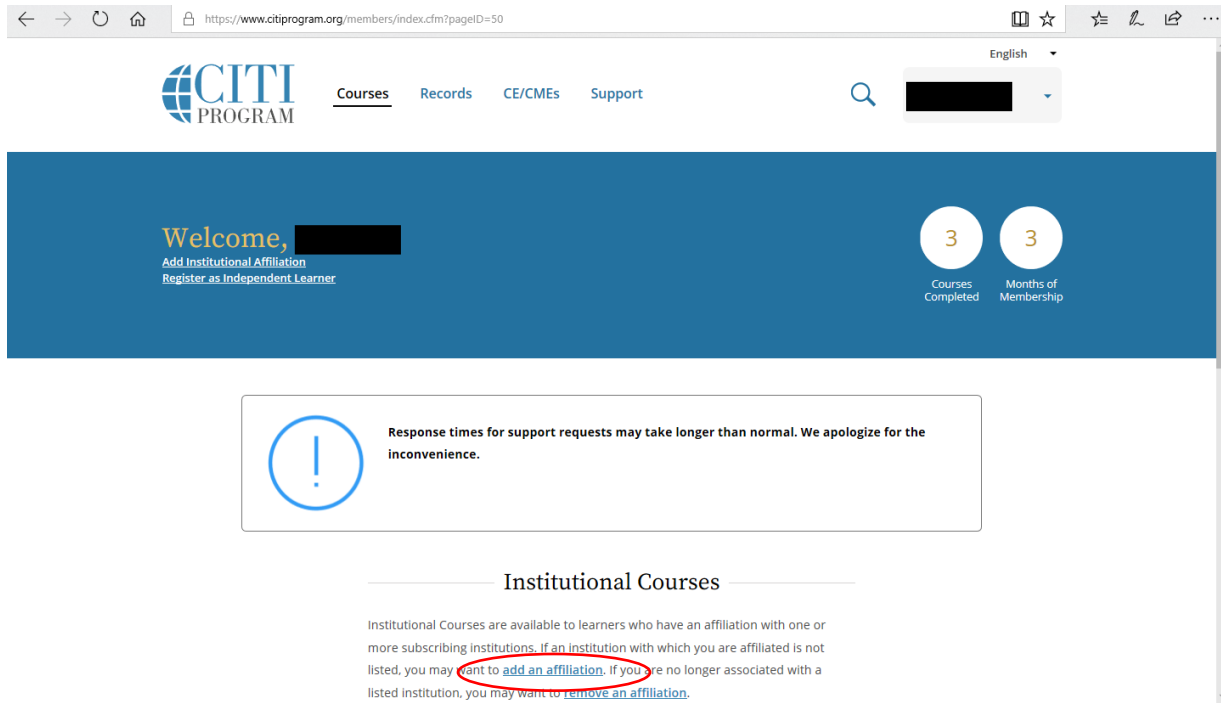 https://www.citiprogram.org/members/index.cfm?pageID=50
English
CITI
PROGRAM
Courses Records CE/CMEs Support
Welcome,
Add Institutional Affiliation
Register as Independent Learner
3 3
Courses Months of
Completed Membership
Response times for support requests may take longer than normal. We apologize for the
inconvenience.
Institutional Courses
Institutional Courses are available to learners who have an affiliation with one or
more subscribing institutions. If an institution with which you are affiliated is not
listed, you may want to add an affiliation. If you are no longer associated with a
listed institution, you may want to remove an affiliation.